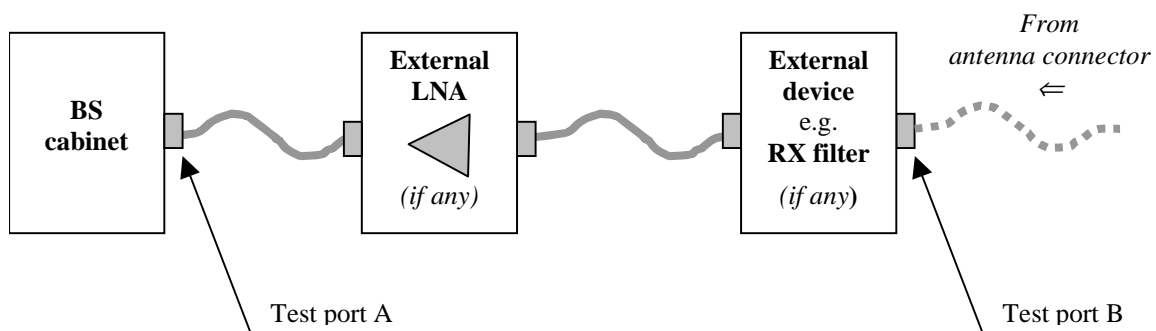 BS
cabinet
External
LNA
(if any)
External
device
e.g.
RX filter
(if any)
From
antenna connector
⇐
Test port A
Test port B